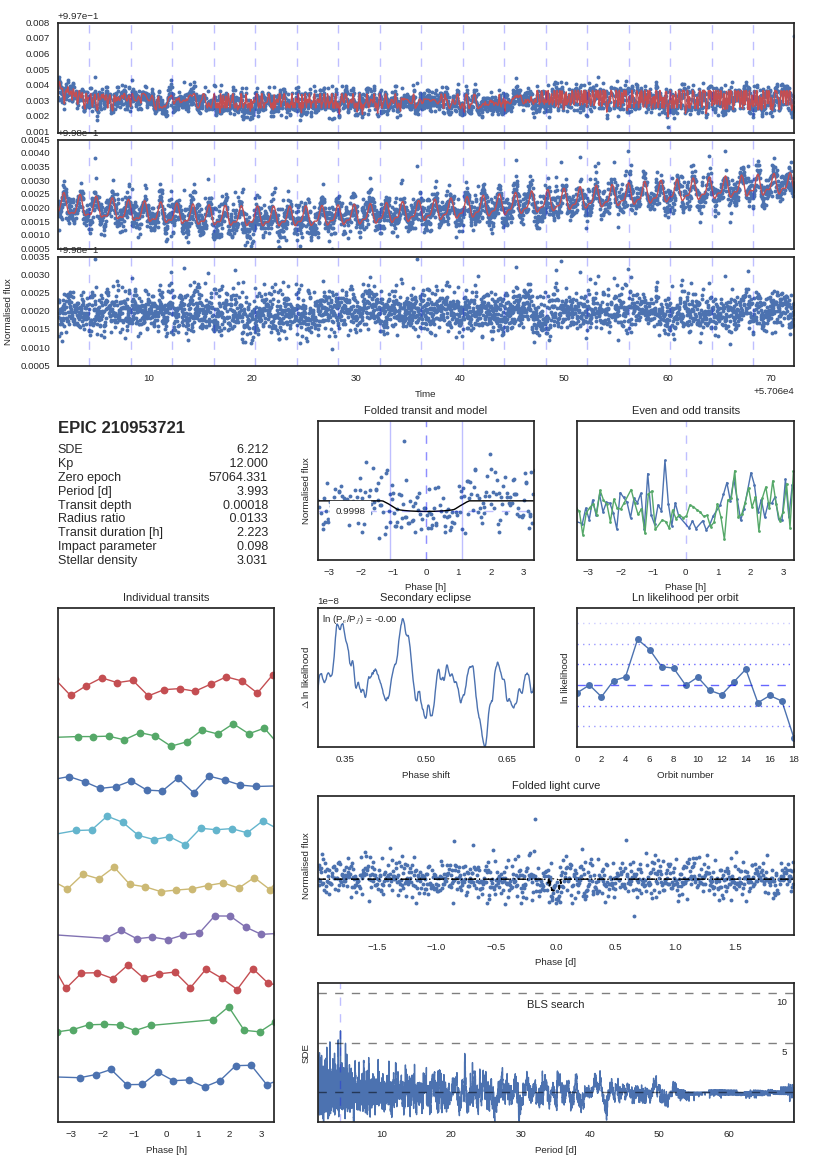 +9.97e−1
0.008
0.007
0.006
0.005
0.004
0.003
0.002
0.001
+9.98e−1
0.0045
0.0040
0.0035
0.0030
0.0025
0.0020
0.0015
0.0010
0.0005
+9.98e−1
0.0035
0.0030
0.0025
0.0020
0.0015
0.0010
0.0005
Normalised flux
10 20 30 40 50 60 70
Time
+5.706e4
EPIC 210953721
SDE 6.212
Kp 12.000
Zero epoch 57064.331
Period [d] 3.993
Transit depth 0.00018
Radius ratio 0.0133
Transit duration [h] 2.223
Impact parameter 0.098
Stellar density 3.031
Folded transit and model
Normalised flux
0.9998
−3 −2 −1 0 1 2 3
Phase [h]
Even and odd transits
−3 −2 −1 0 1 2 3
Phase [h]
Individual transits
−3 −2 −1 0 1 2 3
Phase [h]
Secondary eclipse
1e−8
ln (P
) = -0.00
Δ ln likelihood
0.35 0.50 0.65
Phase shift
Ln likelihood per orbit
ln likelihood
0 2 4 6 8 10 12 14 16 18
Orbit number
Folded light curve
Normalised flux
−1.5 −1.0 −0.5 0.0 0.5 1.0 1.5
Phase [d]
BLS search
10
5
SDE
10 20 30 40 50 60
Period [d]